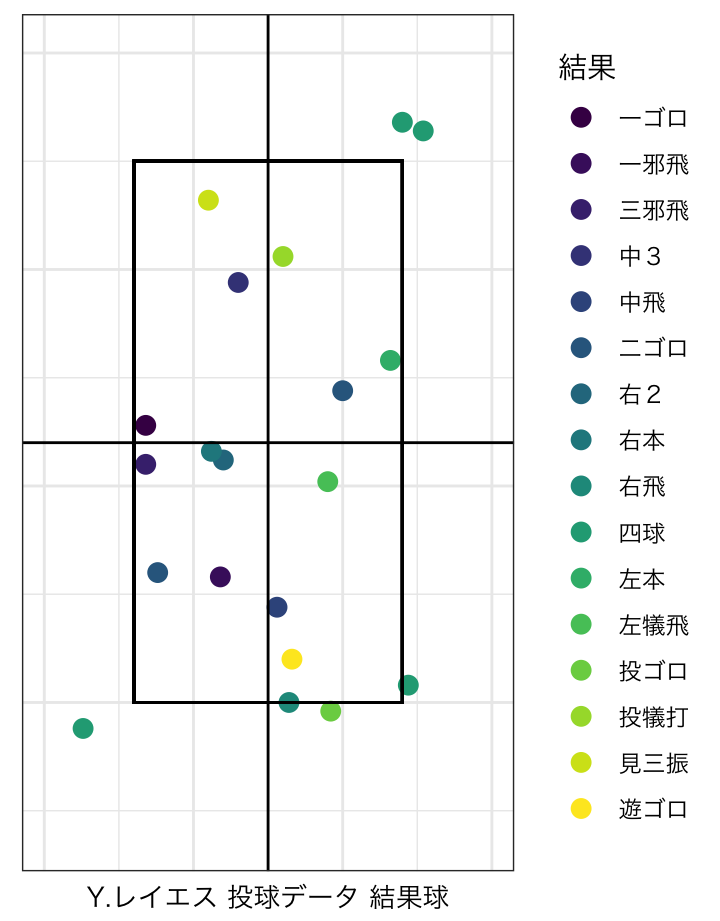 結果
一ゴロ
一邪飛
三邪飛
中３
中飛
二ゴロ
右２
右本
右飛
四球
左本
左犠飛
投ゴロ
投犠打
見三振
遊ゴロ
Y.レイエス 投球データ 結果球